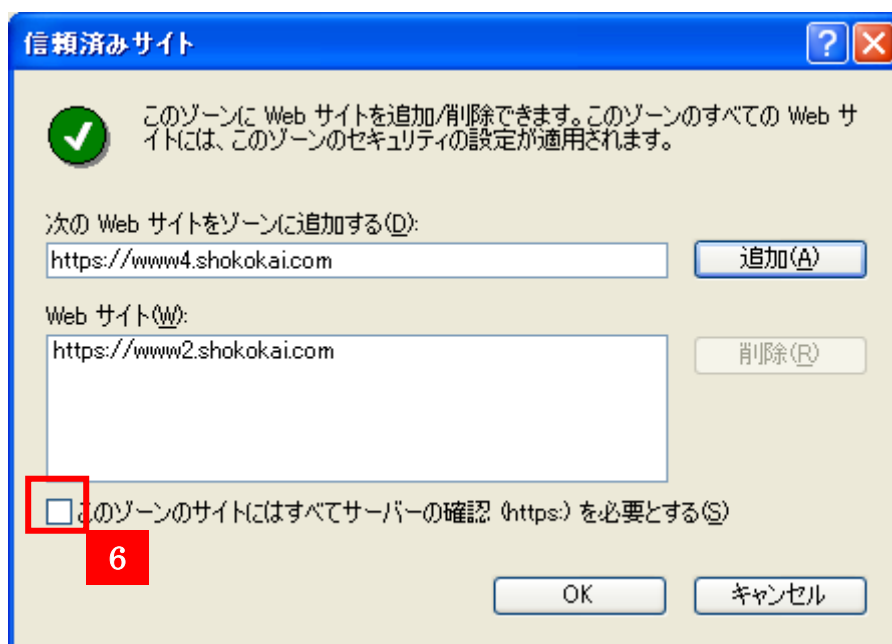 信頼済みサイト
このゾーンに Web サイトを追加/削除できます。このゾーンのすべての Web サ
イトには、このゾーンのセキュリティの設定が適用されます。
次の Web サイトをゾーンに追加する(D):
https://www4.shokokai.com
追加(A)
Web サイト(W):
https://www2.shokokai.com
削除(R)
このゾーンのサイトにはすべてサーバーの確認 (https:) を必要とする(S)
6
OK
キャンセル